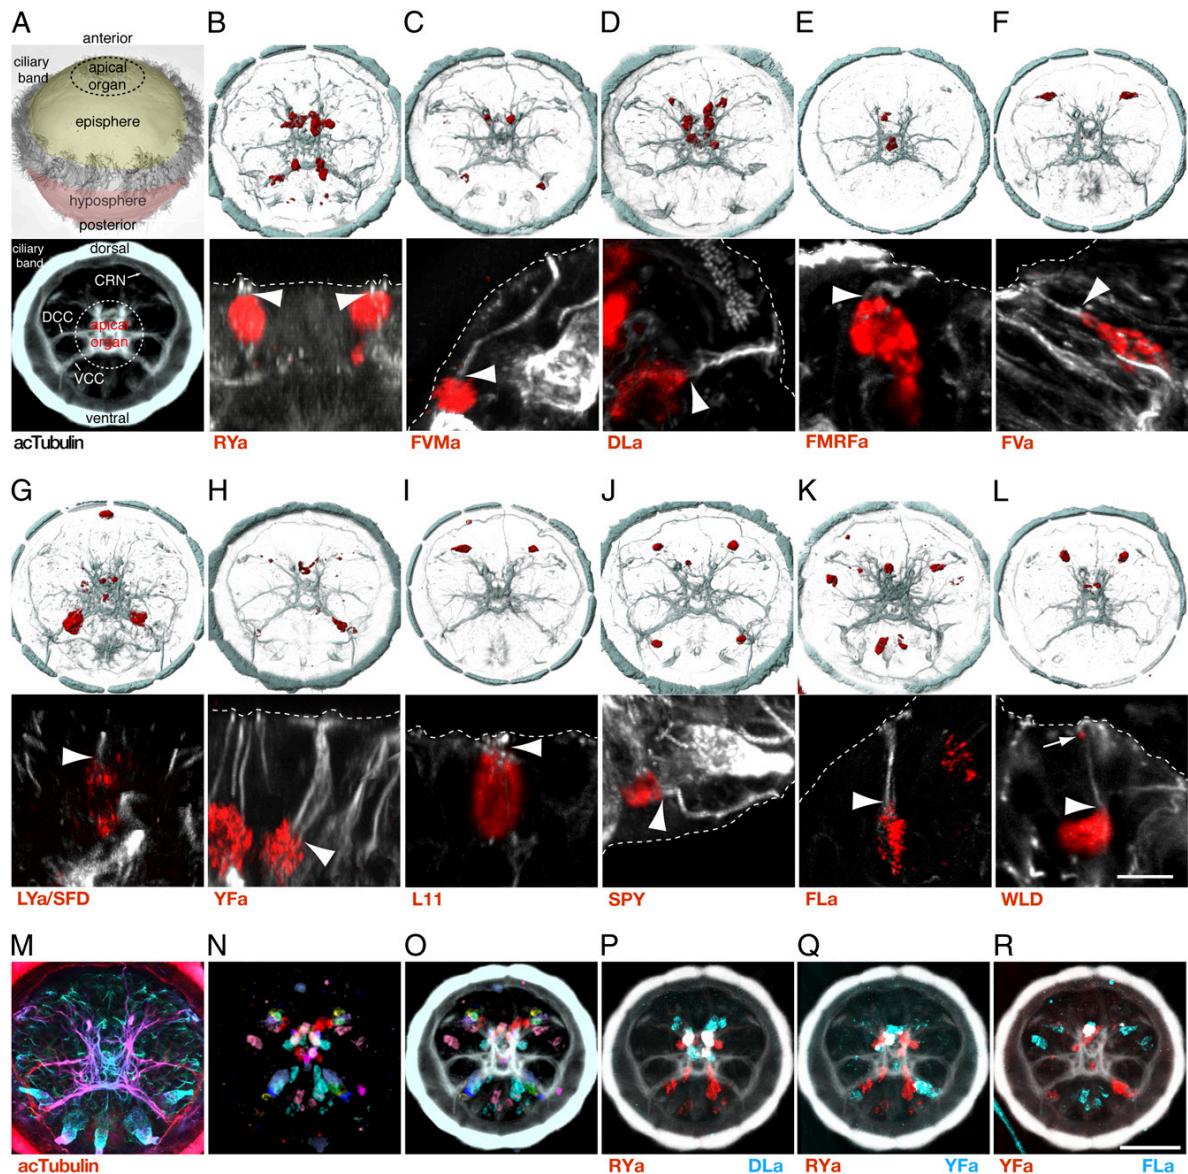 A B C D E F
anterior
ciliary
band
apical
organ
episphere
hyposphere
posterior
ciliary
band
dorsal
CRN
DCC
apical
organ
VCC
ventral
acTubulin RYa FVMa DLa FMRFa FVa
G H I J K L
LYa/SFD YFa L11 SPY FLa WLD
M N O P Q R
acTubulin RYa DLa RYa YFa YFa FLa